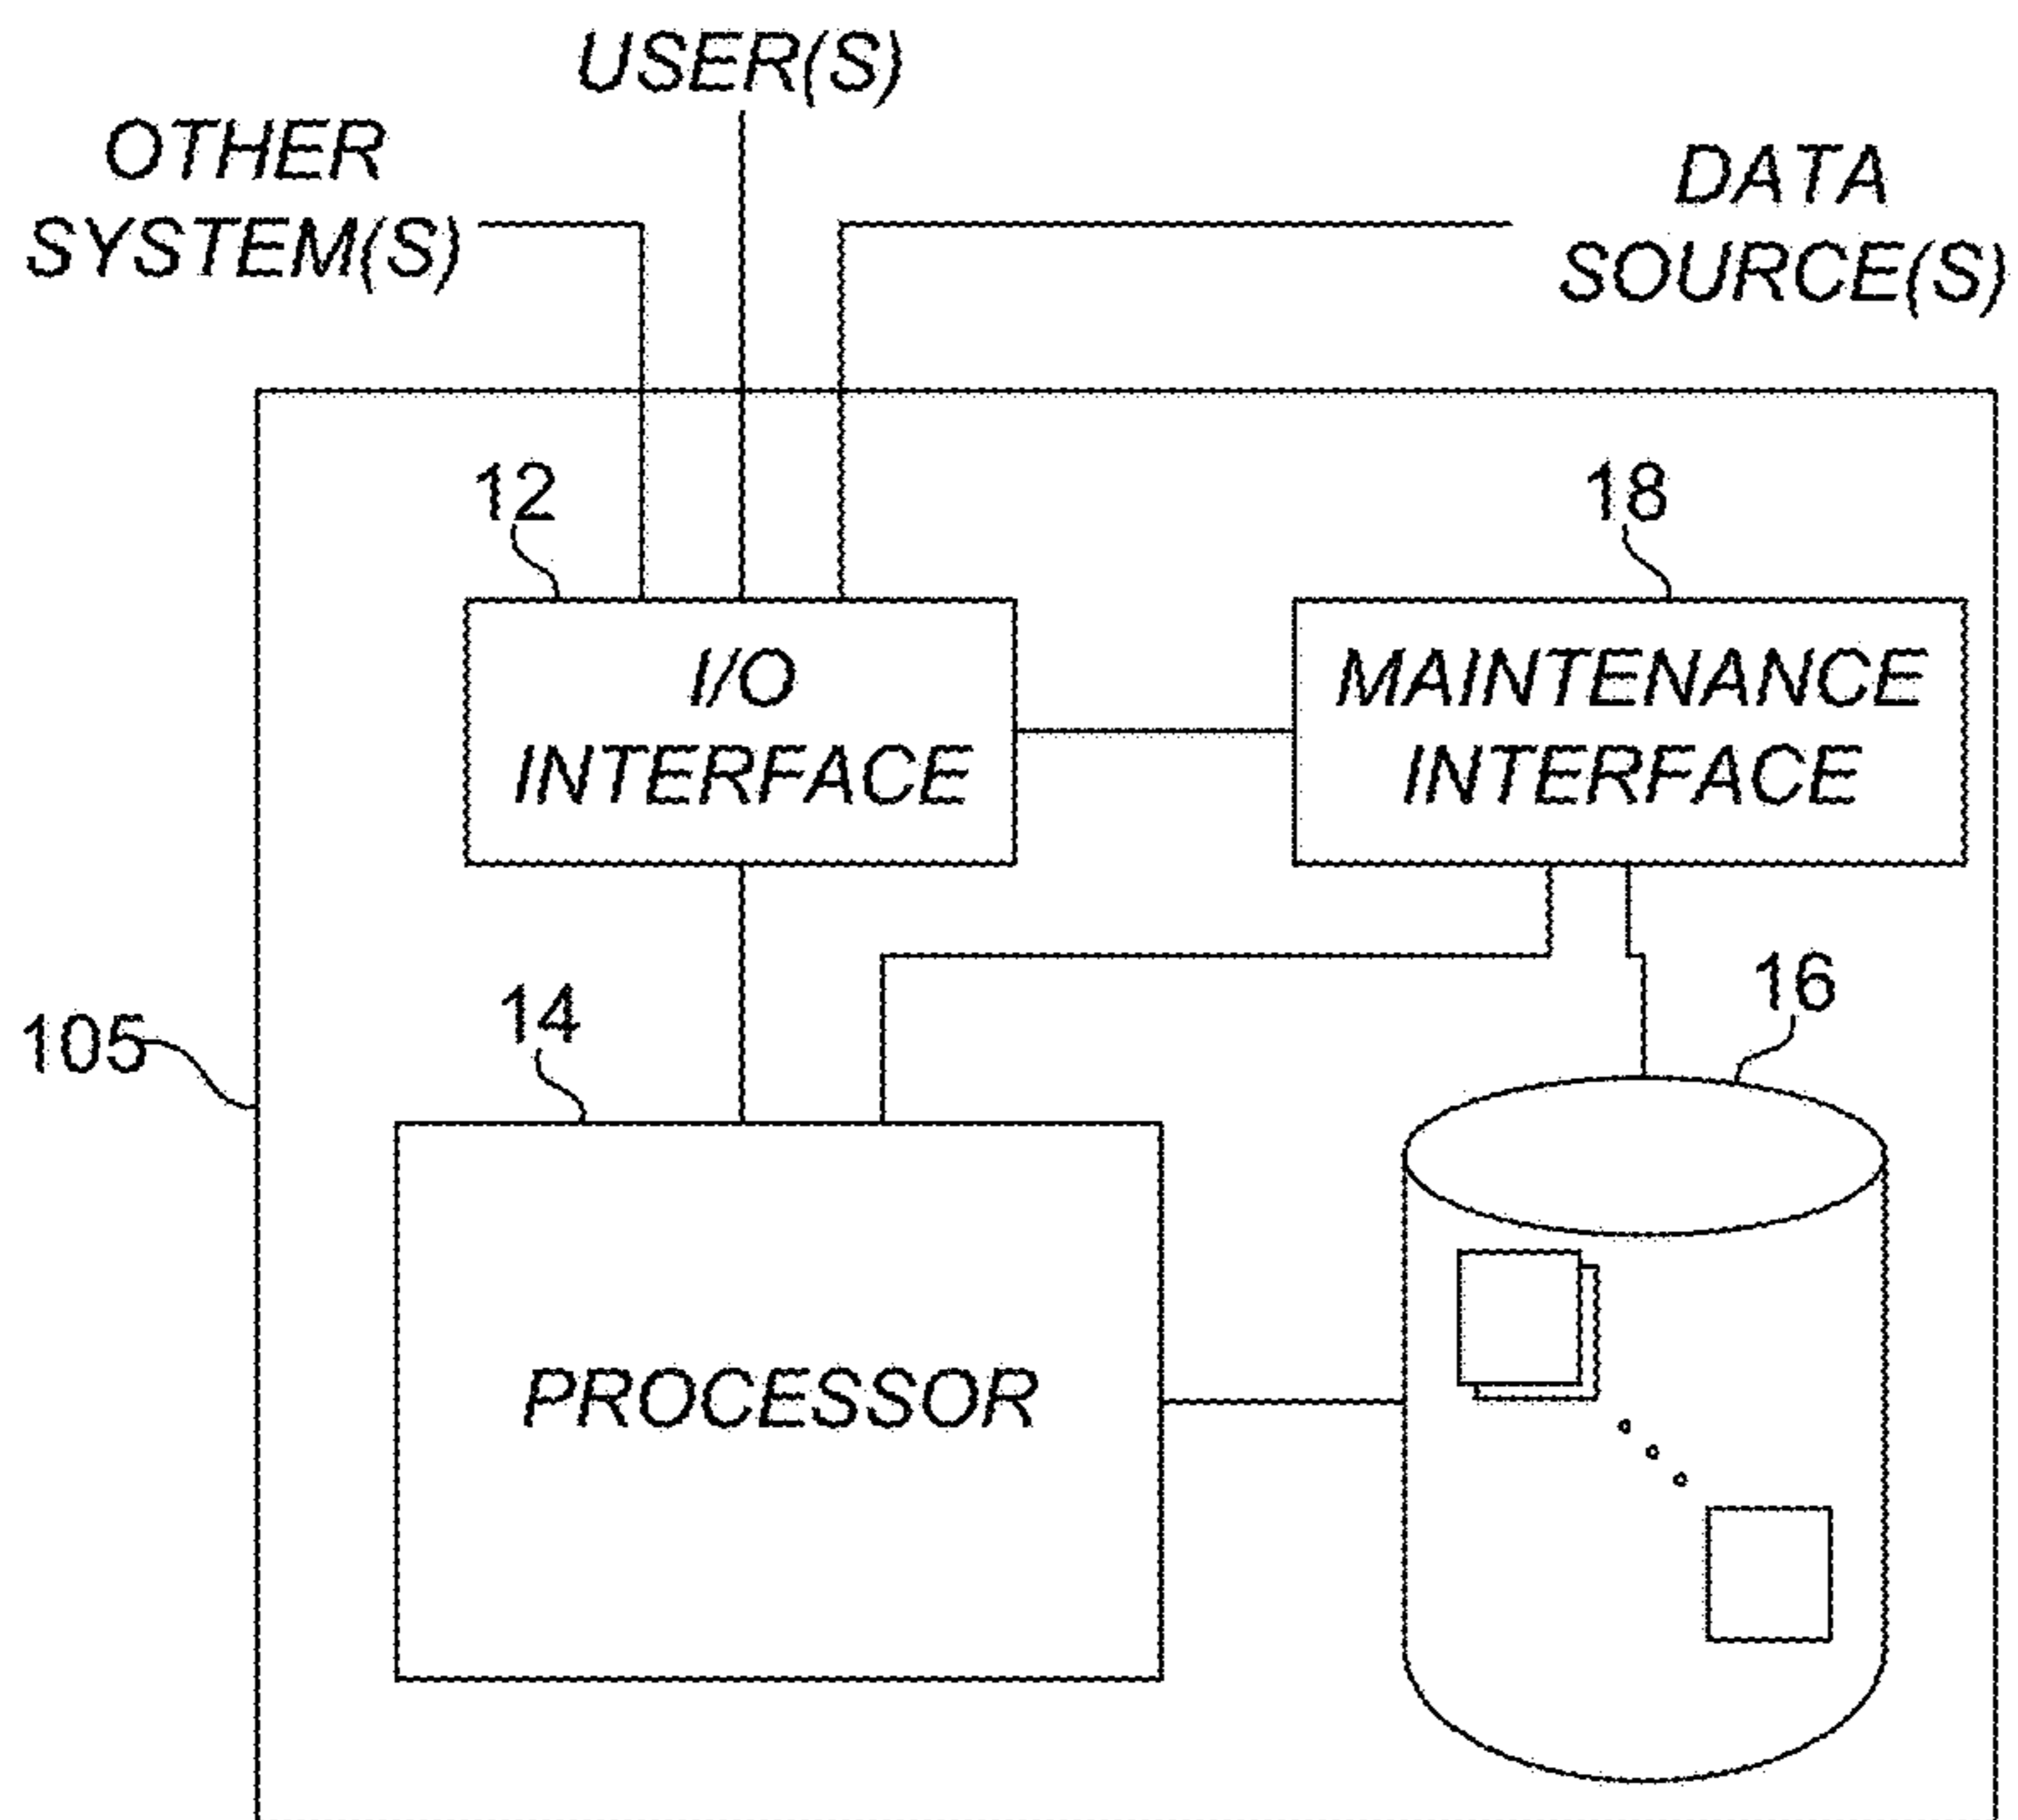 USER(S)
OTHER
SYSTEM(S)
DATA
SOURCE(S)
12
18
I/O
INTERFACE
MAINTENANCE
INTERFACE
14
16
105
PROCESSOR